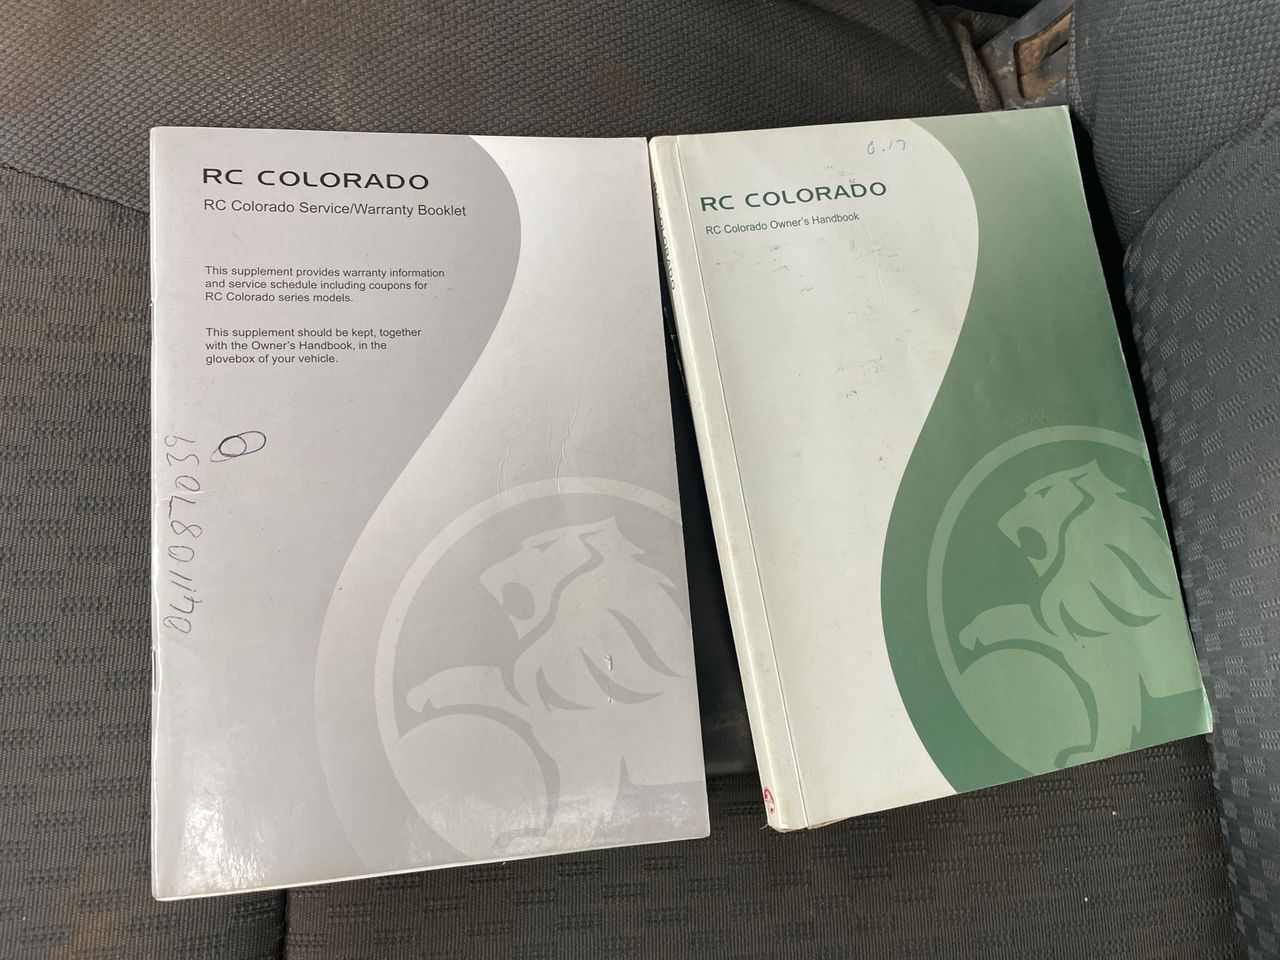 RC COLORADO
RC Colorado Service/Warranty Booklet
This supplement provides warranty information
and service schedule including coupons for
RC Colorado series models.
This supplement should be kept, together
with the Owner's Handbook, in the
glovebox of your vehicle.
0411087039
6.17
RC COLORADO
RC Colorado Owner's Handbook
COLORADO